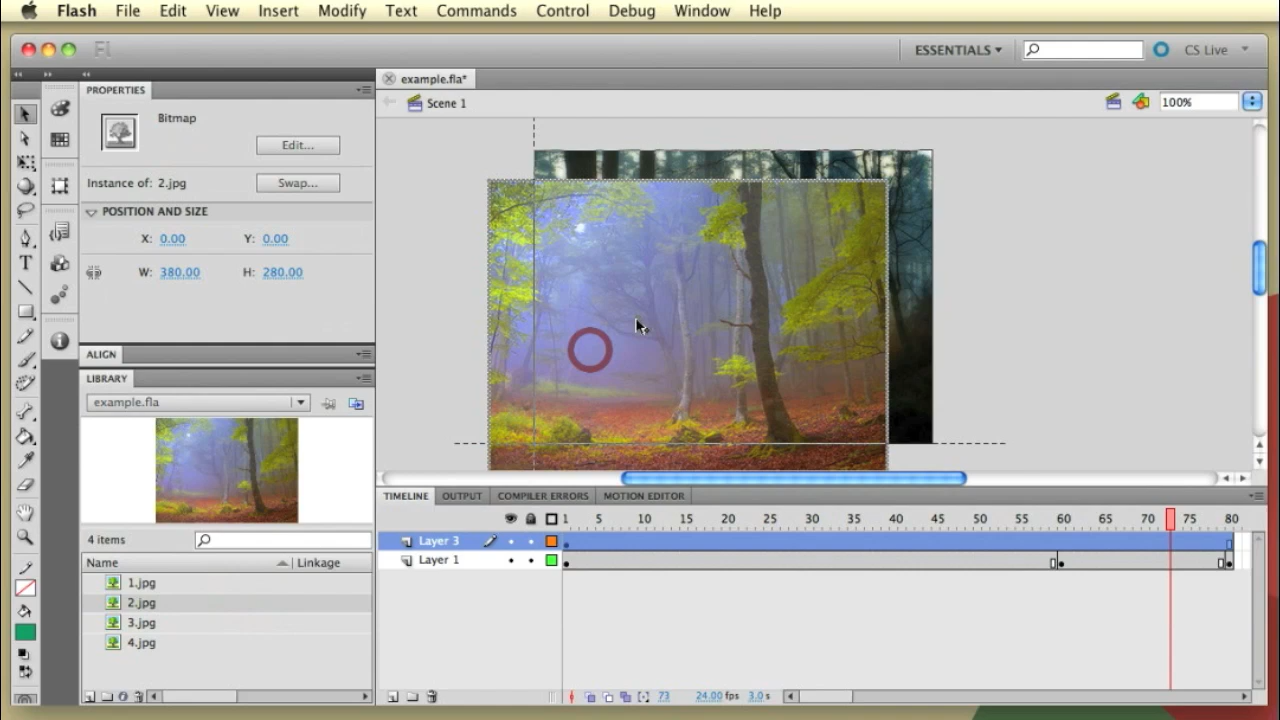 Flash File Edit View Insert Modify Text Commands Control Debug Window Help
Fl ESSENTIALS CS Live
PROPERTIES
example.fla*
Scene 1 100%
Bitmap
Edit...
Instance of: 2.jpg Swap...
POSITION AND SIZE
X: 0.00 Y: 0.00
W: 380.00 H: 280.00
ALIGN
LIBRARY
example.fla
4 items
Name Linkage
1.jpg
2.jpg
3.jpg
4.jpg
TIMELINE OUTPUT COMPILER ERRORS MOTION EDITOR
1 5 10 15 20 25 30 35 40 45 50 55 60 65 70 75 80
Layer 3
Layer 1
73 24.00 fps 3.0 s